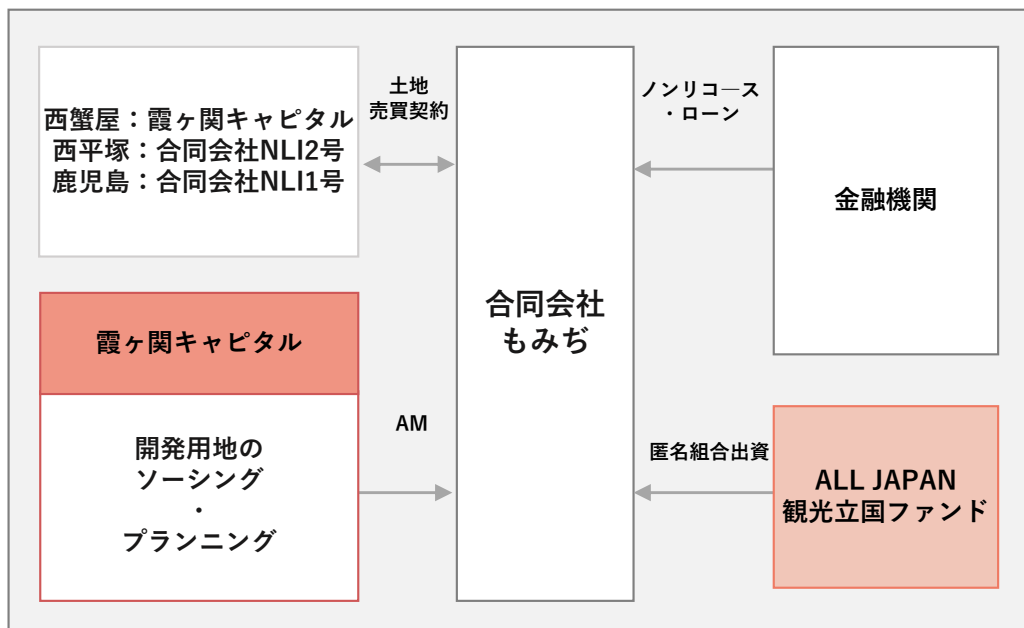 西蟹屋：霞ヶ関キャピタル
西平塚：合同会社NLI2号
鹿児島：合同会社NLI1号
土地
売買契約
合同会社
もみぢ
ノンリコース
・ローン
金融機関
霞ヶ関キャピタル
開発用地の
ソーシング
・
プランニング
AM
匿名組合出資
ALL JAPAN
観光立国ファンド